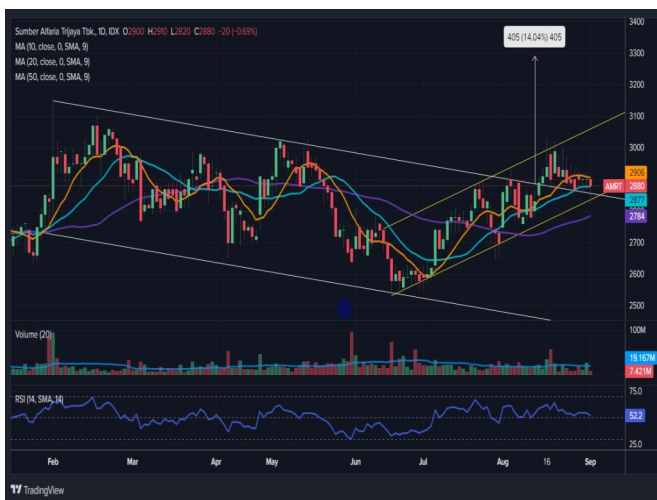 Sumber Alfaria Trijaya Tbk., 1D, IDX O2900 H2910 L2820 C2880 -20 (-0.69%)
MA (10, close, 0, SMA, 9)
MA (20, close, 0, SMA, 9)
MA (50, close, 0, SMA, 9)
405 (14.04%) 405
3400
3300
3200
3100
3000
2906
AMRT 2880
2877
2784
2700
2600
2500
Volume (20)
100M
19.167M
7.421M
RSI (14, SMA, 14)
75.0
52.2
25.0
Feb Mar Apr May Jun Jul Aug 16 Sep
TradingView